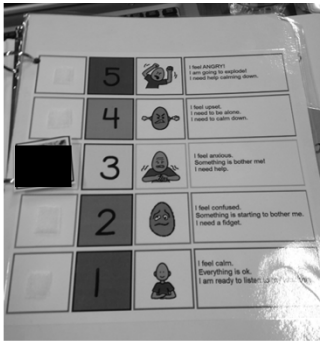 5
I feel ANGRY!
I am going to explode!
I need help calming down.
4
I feel upset.
I need to be alone.
I need to calm down.
3
I feel anxious.
Something is bother me!
I need help.
2
I feel confused.
Something is starting to bother me.
I need a fidget.
1
I feel calm.
Everything is ok.
I am ready to listen